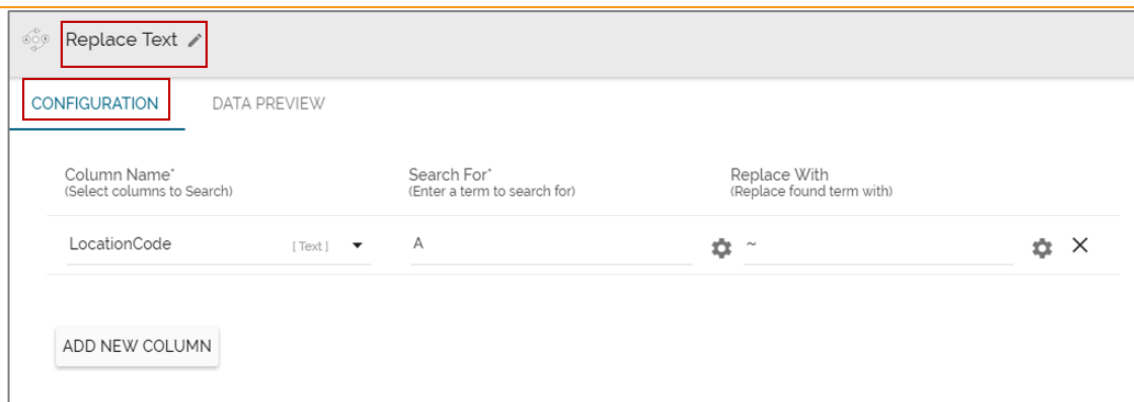 Replace Text
CONFIGURATION DATA PREVIEW
Column Name* Search For* Replace With
(Select columns to Search) (Enter a term to search for) (Replace found term with)
LocationCode [ Text ] A ~
ADD NEW COLUMN